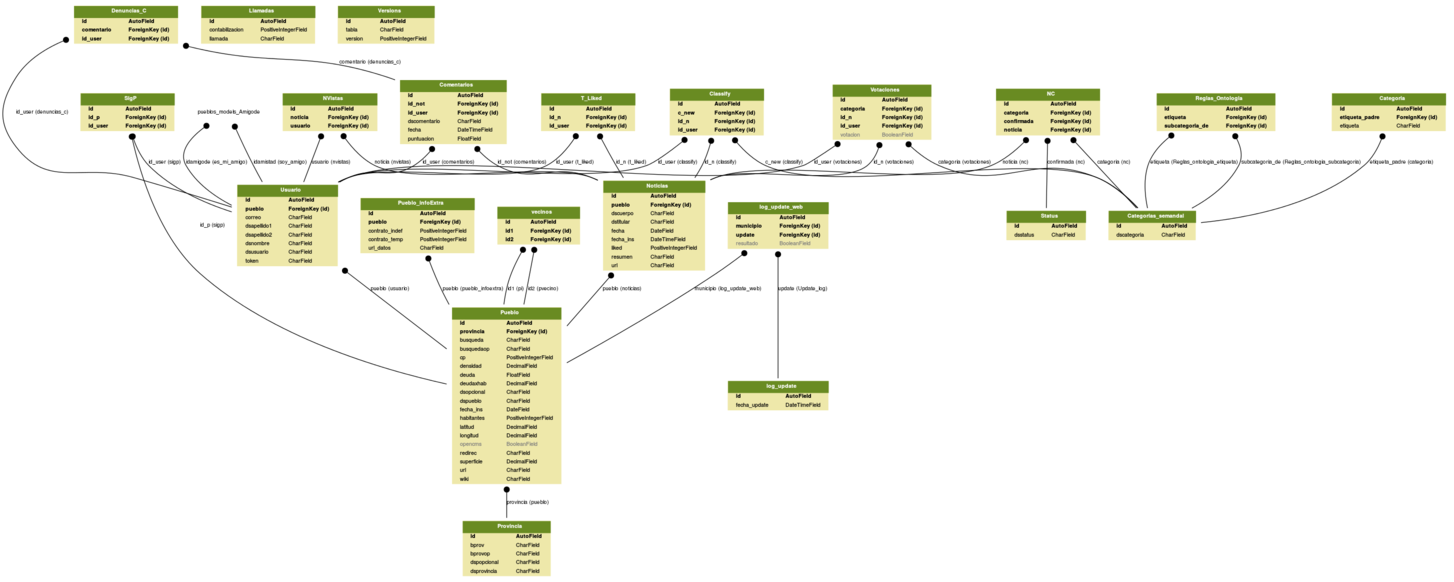 Denuncias_C
id AutoField
comentario ForeignKey (id)
id_user ForeignKey (id)
Llamadas
id AutoField
contabilizacion PositiveIntegerField
llamada CharField
Versions
id AutoField
tabla CharField
version PositiveIntegerField
comentario (denuncias_c)
id_user (denuncias_c)
SigP
id AutoField
id_p ForeignKey (id)
id_user ForeignKey (id)
pueblos_models_Amigode
NVistas
id AutoField
noticia ForeignKey (id)
usuario ForeignKey (id)
Comentarios
id AutoField
id_not ForeignKey (id)
id_user ForeignKey (id)
dscomentario CharField
fecha DateTimeField
puntuacion FloatField
T_Liked
id AutoField
id_n ForeignKey (id)
id_user ForeignKey (id)
Classify
id AutoField
c_new ForeignKey (id)
id_n ForeignKey (id)
id_user ForeignKey (id)
Votaciones
id AutoField
categoria ForeignKey (id)
id_n ForeignKey (id)
id_user ForeignKey (id)
votacion BooleanField
NC
id AutoField
categoria ForeignKey (id)
confirmada ForeignKey (id)
noticia ForeignKey (id)
Reglas_Ontologia
id AutoField
etiqueta ForeignKey (id)
subcategoria_de ForeignKey (id)
Categoria
id AutoField
etiqueta_padre ForeignKey (id)
etiqueta CharField
id_user (sigp)
idamigode (es_mi_amigo)
idamistad (soy_amigo)
usuario (nvistas)
noticia (nvistas)
id_user (comentarios)
id_not (comentarios)
id_user (t_liked)
id_n (t_liked)
id_user (classify)
id_n (classify)
c_new (classify)
id_user (votaciones)
id_n (votaciones)
categoria (votaciones)
noticia (nc)
confirmada (nc)
categoria (nc)
etiqueta (Reglas_ontologia_etiqueta)
subcategoria_de (Reglas_ontologia_subcategoria)
etiqueta_padre (categoria)
id_p (sigp)
Usuario
id AutoField
pueblo ForeignKey (id)
correo CharField
dsapellido1 CharField
dsapellido2 CharField
dsnombre CharField
dsusuario CharField
token CharField
Pueblo_InfoExtra
id AutoField
pueblo ForeignKey (id)
contrato_indef PositiveIntegerField
contrato_temp PositiveIntegerField
url_datos CharField
vecinos
id AutoField
id1 ForeignKey (id)
id2 ForeignKey (id)
Noticias
id AutoField
pueblo ForeignKey (id)
dscuerpo CharField
dstitular CharField
fecha DateField
fecha_ins DateTimeField
liked PositiveIntegerField
resumen CharField
url CharField
log_update_web
id AutoField
municipio ForeignKey (id)
update ForeignKey (id)
resultado BooleanField
Status
id AutoField
dsstatus CharField
Categorias_semandal
id AutoField
dscategoria CharField
pueblo (usuario)
pueblo (pueblo_infoextra)
id1 (pl)
id2 (pvecino)
pueblo (noticias)
municipio (log_update_web)
update (Update_log)
Pueblo
id AutoField
provincia ForeignKey (id)
busqueda CharField
busquedaop CharField
cp PositiveIntegerField
densidad DecimalField
deuda FloatField
deudaxhab DecimalField
dsopcional CharField
dspueblo CharField
fecha_ins DateField
habitantes PositiveIntegerField
latitud DecimalField
longitud DecimalField
BooleanField
redirec CharField
superficie DecimalField
url CharField
wiki CharField
log_update
id AutoField
fecha_update DateTimeField
provincia (pueblo)
Provincia
id AutoField
bprov CharField
bprovop CharField
dspopcional CharField
dsprovincia CharField